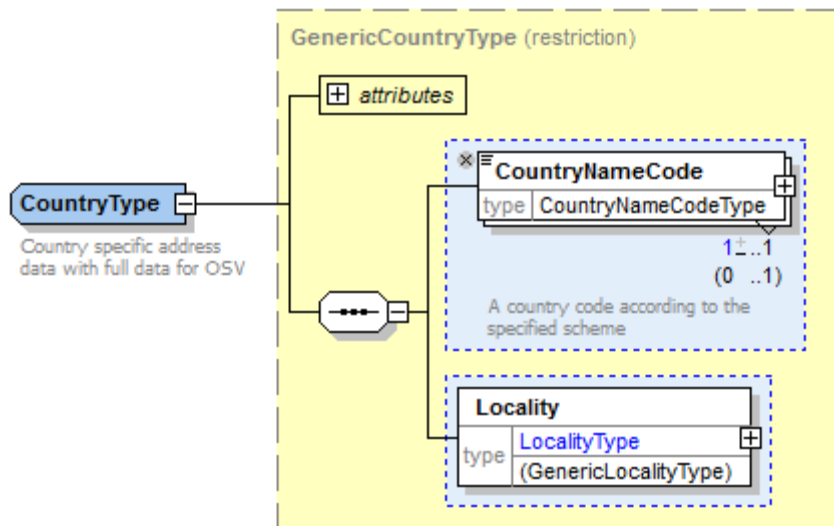 GenericCountryType (restriction)
attributes
CountryType
Country specific address
data with full data for OSV
CountryNameCode
type CountryNameCodeType
1±..1
(0 ..1)
A country code according to the
specified scheme
Locality
type LocalityType
(GenericLocalityType)